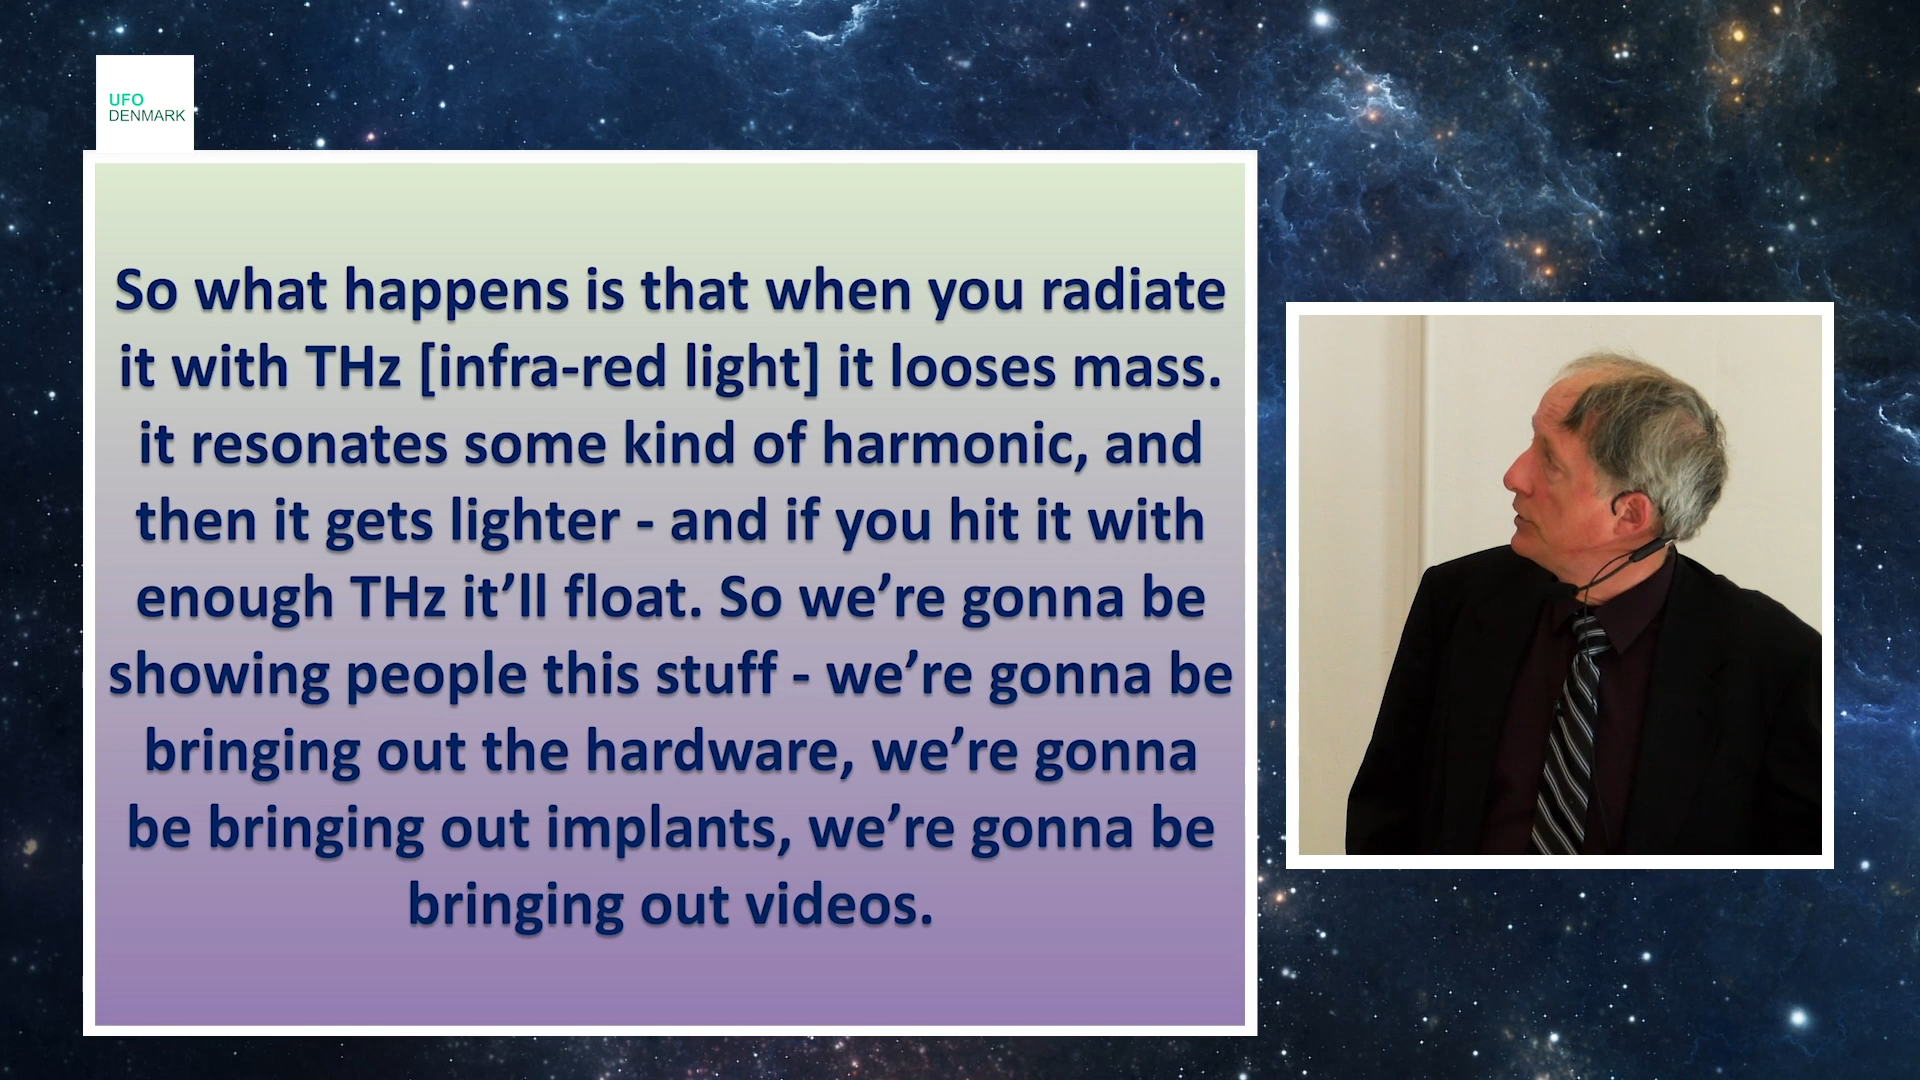 UFO
DENMARK
So what happens is that when you radiate
it with THz [infra-red light] it looses mass.
it resonates some kind of harmonic, and
then it gets lighter - and if you hit it with
enough THz it’ll float. So we’re gonna be
showing people this stuff - we’re gonna be
bringing out the hardware, we’re gonna
be bringing out implants, we’re gonna be
bringing out videos.